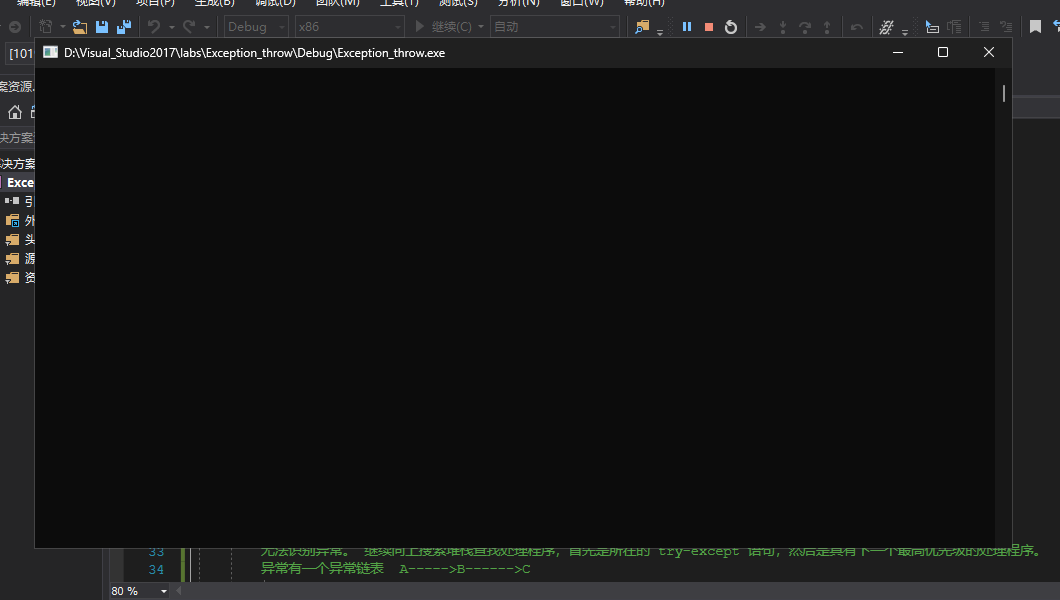 编辑(E) 视图(V) 项目(P) 生成(B) 调试(D) 团队(M) 工具(T) 测试(S) 分析(N) 窗口(W) 帮助(H)
Debug x86 继续(C) 自动
[101
D:\Visual_Studio2017\labs\Exception_throw\Debug\Exception_throw.exe
案资源
决方案
决方案
Exce
引
外
头
源
资
33 无法识别异常。 继续向上搜索堆栈查找处理程序，首先是所在的 try-except 语句，然后是具有下一个最高优先级的处理程序。
34 异常有一个异常链表 A----->B------>C
80 %